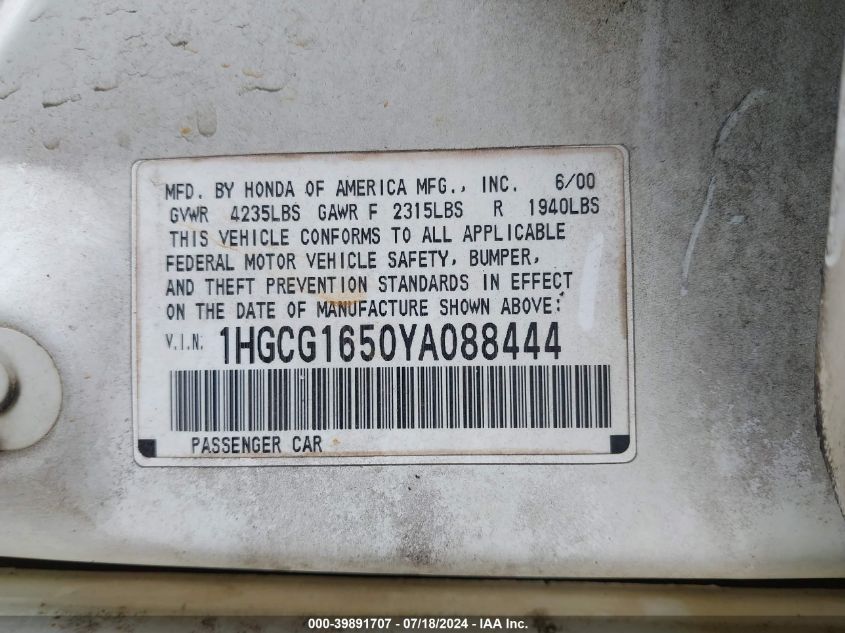 MFD. BY HONDA OF AMERICA MFG., INC. 6/00
GVWR 4235LBS GAWR F 2315LBS R 1940LBS
THIS VEHICLE CONFORMS TO ALL APPLICABLE
FEDERAL MOTOR VEHICLE SAFETY, BUMPER,
AND THEFT PREVENTION STANDARDS IN EFFECT
ON THE DATE OF MANUFACTURE SHOWN ABOVE:
V.I.N. 1HGCG1650YA088444
PASSENGER CAR
000-39891707 - 07/18/2024 - IAA Inc.